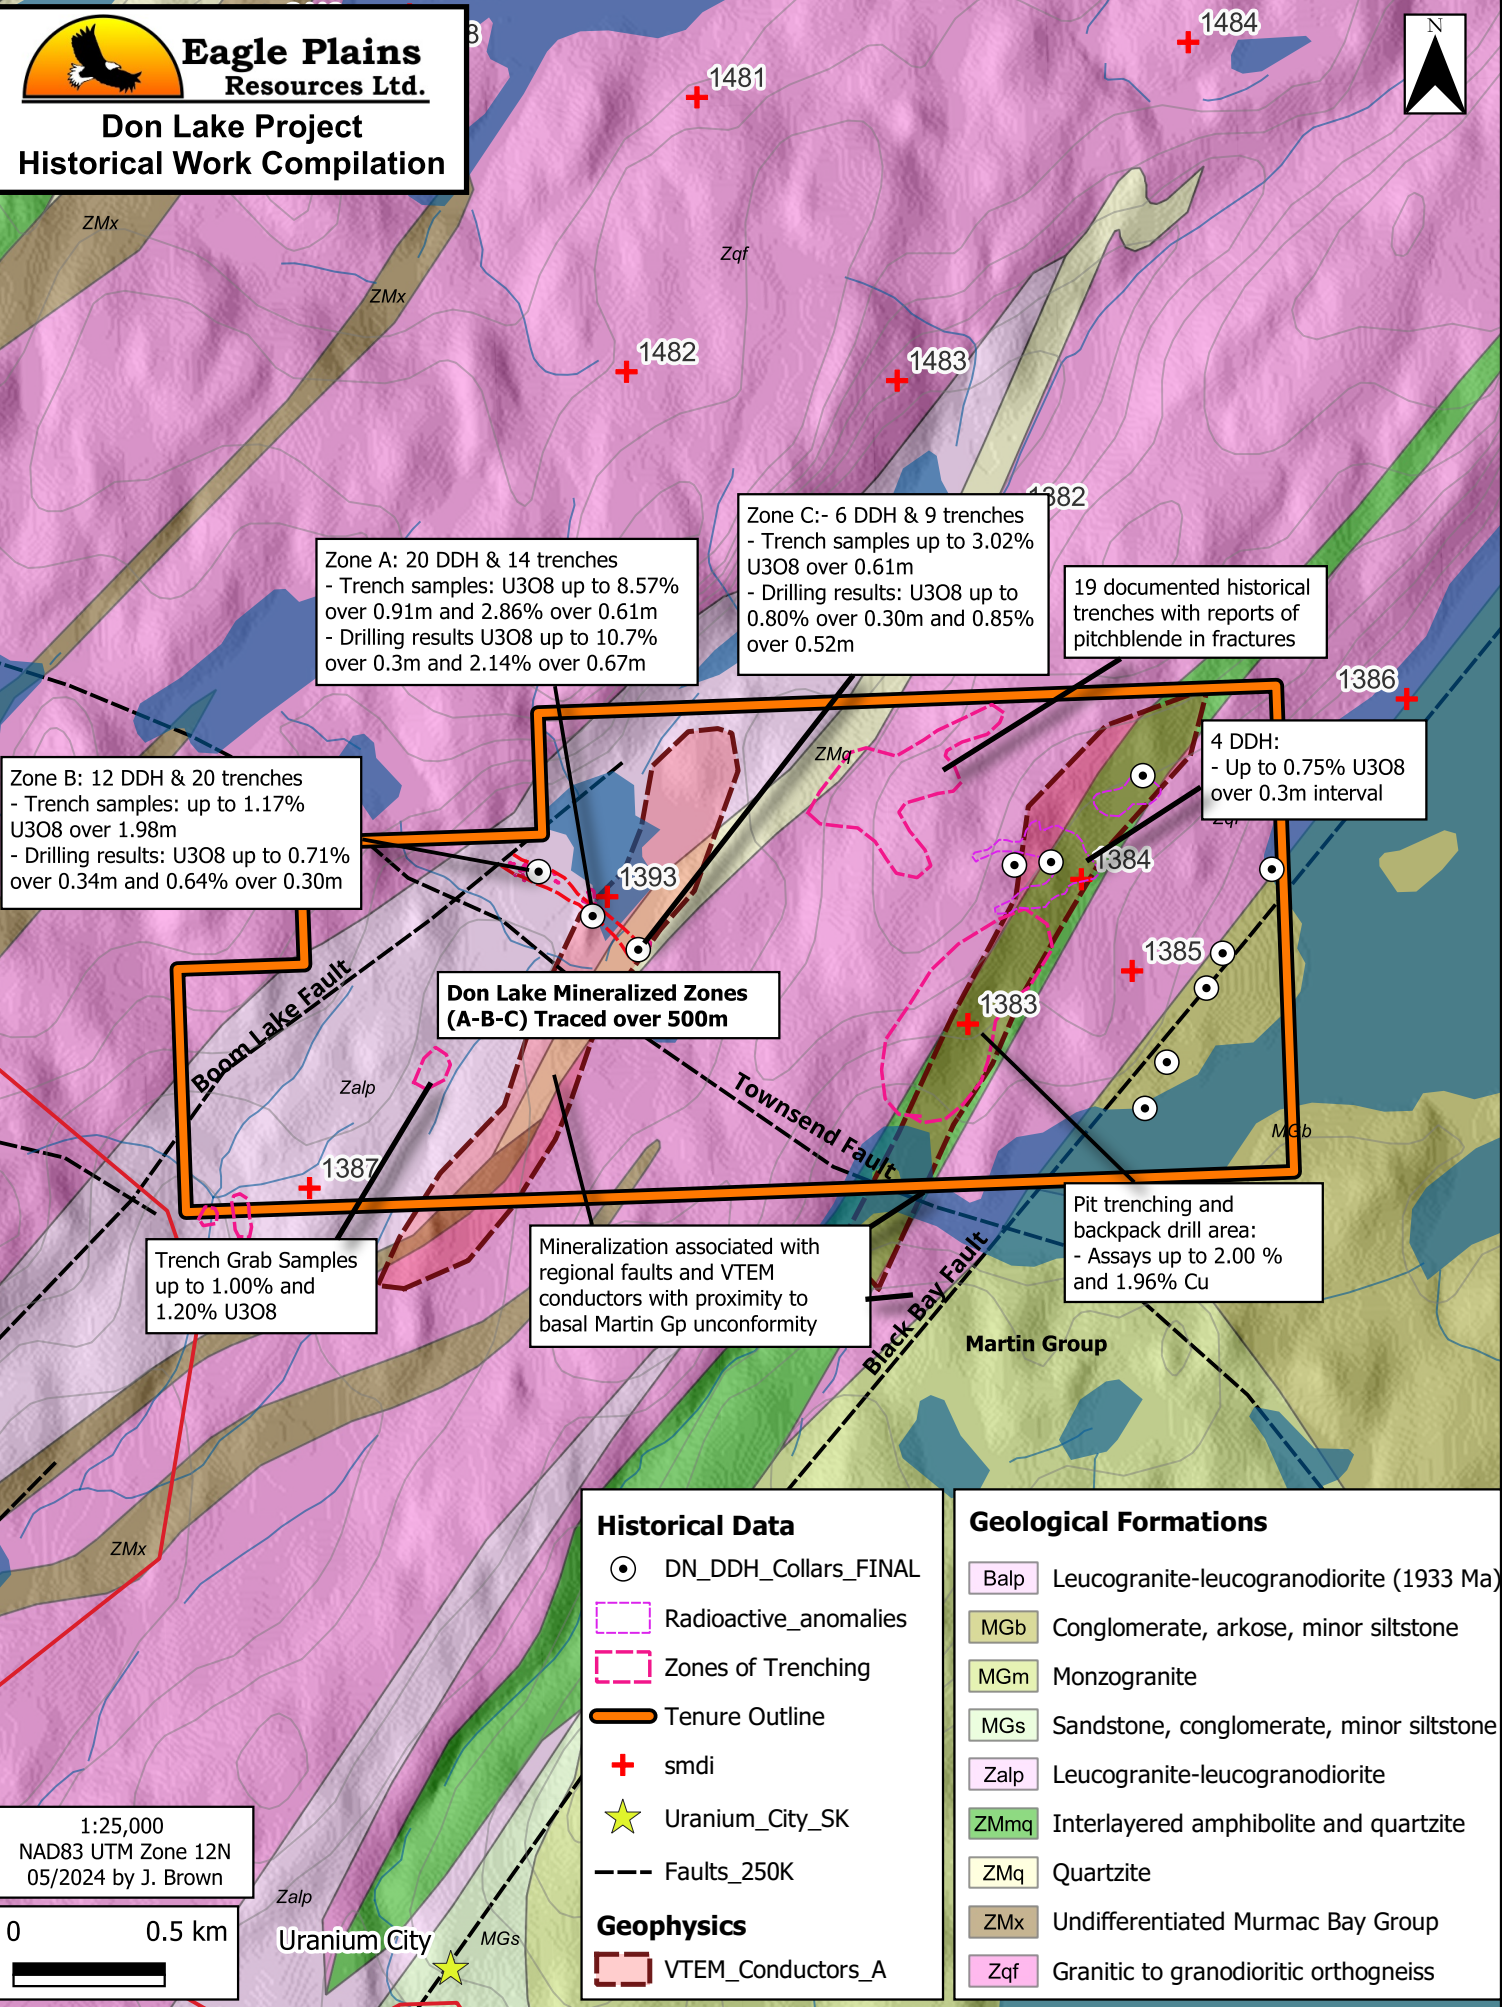 Eagle Plains
Resources Ltd.
Don Lake Project
Historical Work Compilation
8
1484
N
1481
ZMx
Zqf
ZMx
1482
1483
1382
Zone C:- 6 DDH & 9 trenches
- Trench samples up to 3.02%
U3O8 over 0.61m
- Drilling results: U3O8 up to
0.80% over 0.30m and 0.85%
over 0.52m
Zone A: 20 DDH & 14 trenches
- Trench samples: U3O8 up to 8.57%
over 0.91m and 2.86% over 0.61m
- Drilling results U3O8 up to 10.7%
over 0.3m and 2.14% over 0.67m
19 documented historical
trenches with reports of
pitchblende in fractures
1386
4 DDH:
- Up to 0.75% U3O8
over 0.3m interval
Zqf
ZMq
Zone B: 12 DDH & 20 trenches
- Trench samples: up to 1.17%
U3O8 over 1.98m
- Drilling results: U3O8 up to 0.71%
over 0.34m and 0.64% over 0.30m
1393
1384
1385
1383
Don Lake Mineralized Zones
(A-B-C) Traced over 500m
Boom Lake Fault
Zalp
Townsend Fault
MGb
1387
Trench Grab Samples
up to 1.00% and
1.20% U3O8
Mineralization associated with
regional faults and VTEM
conductors with proximity to
basal Martin Gp unconformity
Pit trenching and
backpack drill area:
- Assays up to 2.00 %
and 1.96% Cu
Black Bay Fault
Martin Group
ZMx
Historical Data
DN_DDH_Collars_FINAL
Radioactive_anomalies
Zones of Trenching
Tenure Outline
smdi
Uranium_City_SK
Faults_250K
Geophysics
VTEM_Conductors_A
Geological Formations
Balp Leucogranite-leucogranodiorite (1933 Ma)
MGb Conglomerate, arkose, minor siltstone
MGm Monzogranite
MGs Sandstone, conglomerate, minor siltstone
Zalp Leucogranite-leucogranodiorite
ZMmq Interlayered amphibolite and quartzite
ZMq Quartzite
ZMx Undifferentiated Murmac Bay Group
Zqf Granitic to granodioritic orthogneiss
1:25,000
NAD83 UTM Zone 12N
05/2024 by J. Brown
0 0.5 km
Zalp
Uranium City
MGs